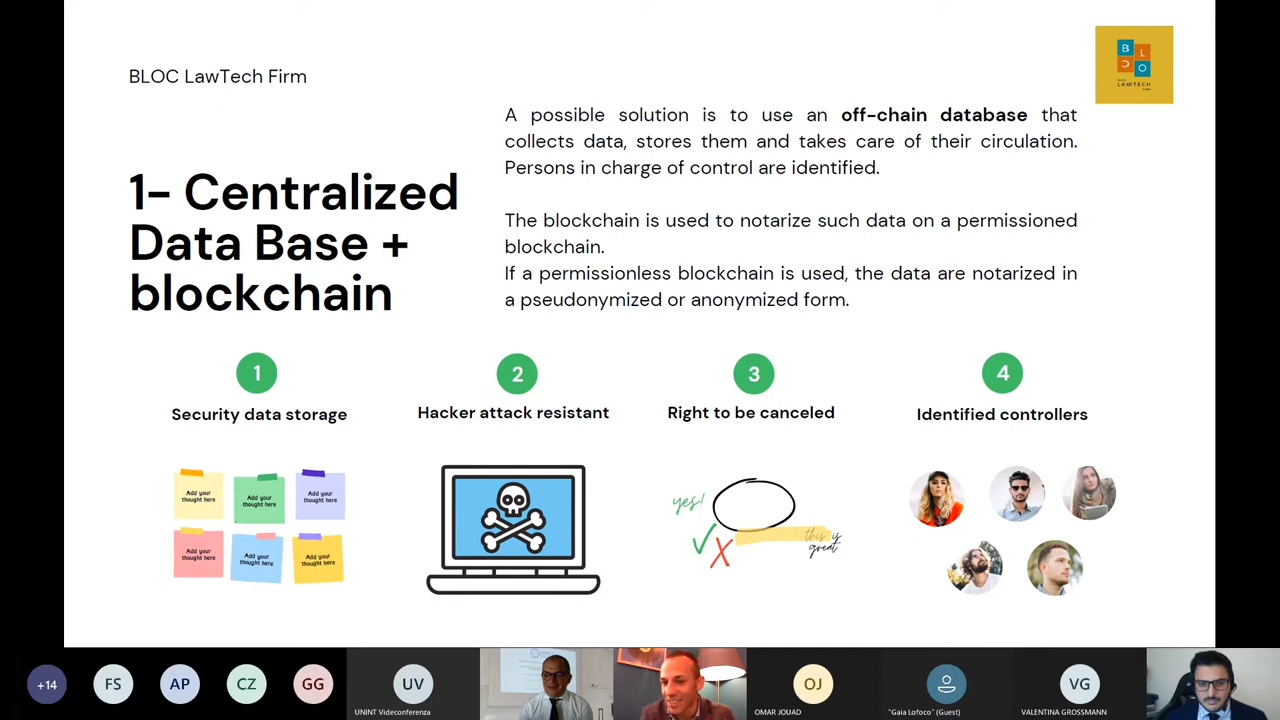 BLOC LawTech Firm
B
L
O
LAWTECH
A possible solution is to use an off-chain database that
collects data, stores them and takes care of their circulation.
Persons in charge of control are identified.
1- Centralized
Data Base +
blockchain
The blockchain is used to notarize such data on a permissioned
blockchain.
If a permissionless blockchain is used, the data are notarized in
a pseudonymized or anonymized form.
1
2
3
4
Security data storage
Hacker attack resistant
Right to be canceled
Identified controllers
Add your
thought here
Add your
thought here
Add your
thought here
Add your
thought here
Add your
thought here
Add your
thought here
yes!
this is
great
+14
FS
AP
CZ
GG
UV
UNINT Videconferenza
OJ
OMAR JOUAD
"Gaia Lofoco" (Guest)
VG
VALENTINA GROSSMANN